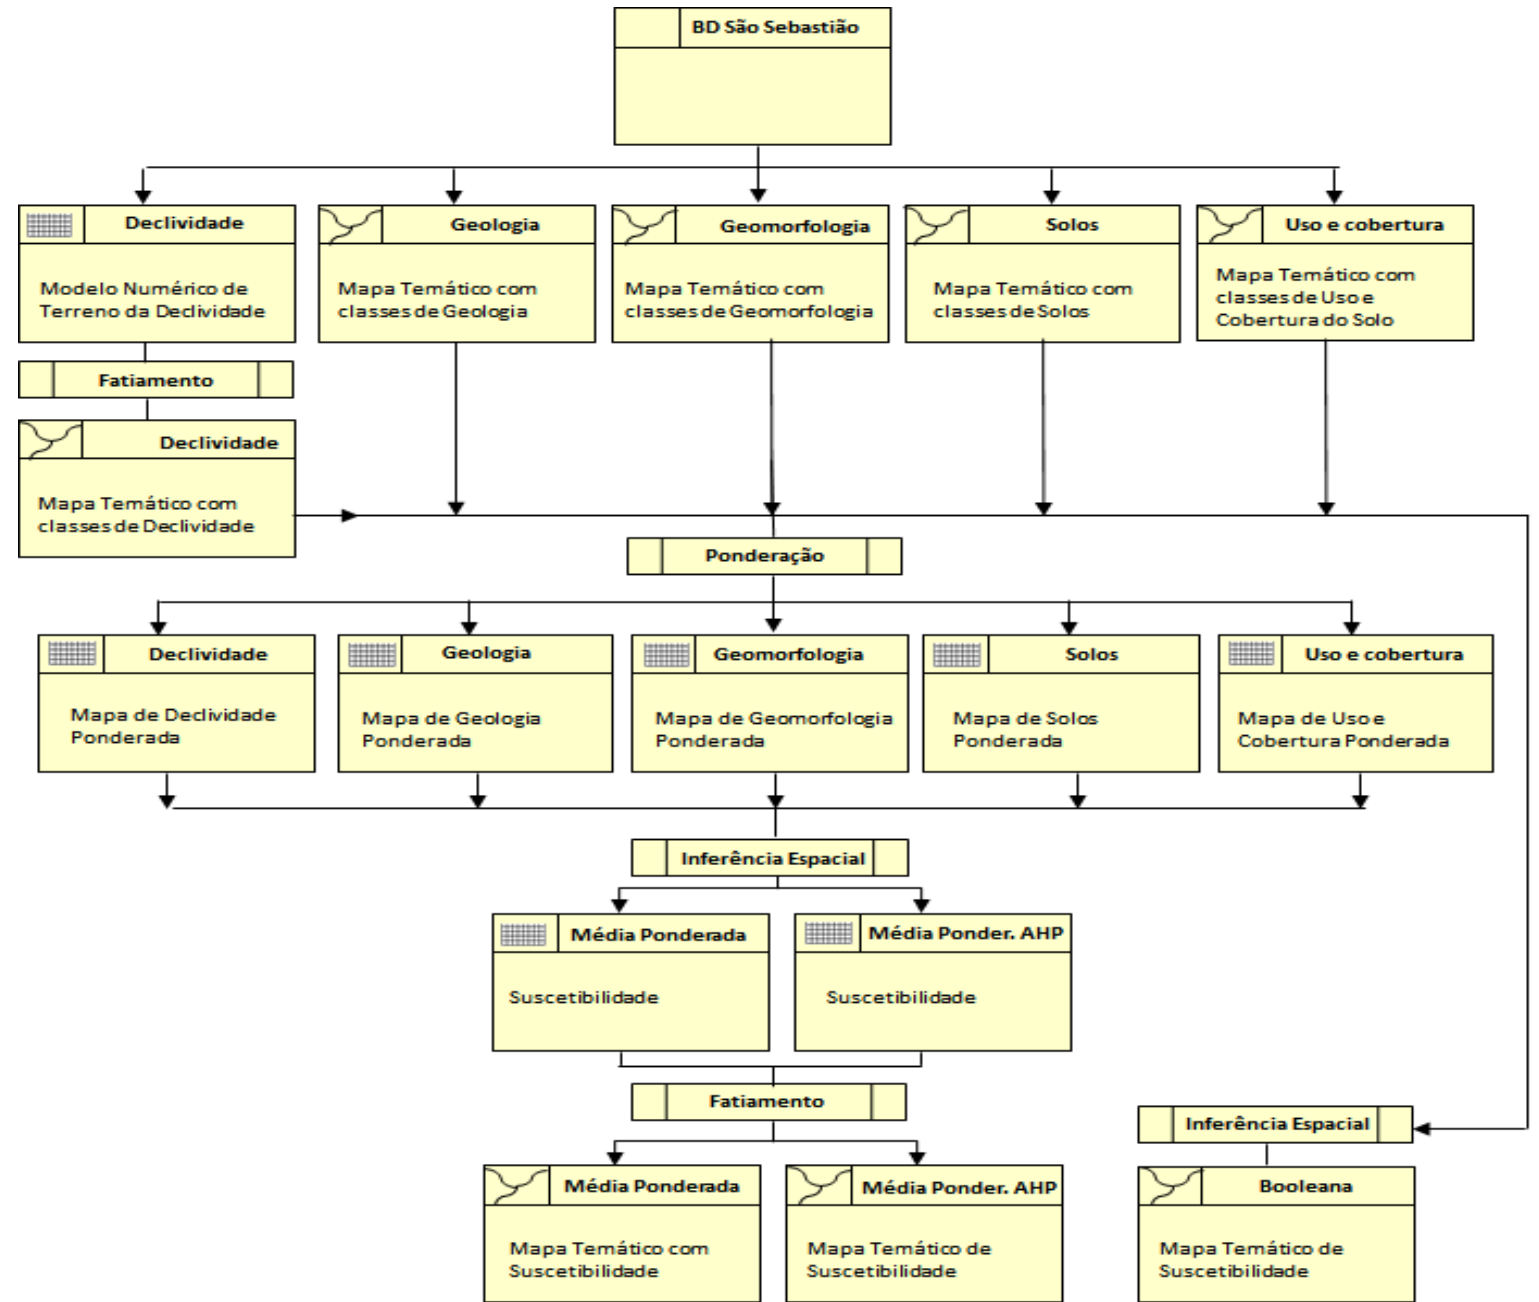 BD São Sebastião
Declividade
Modelo Numérico de
Terreno da Declividade
Geologia
Mapa Temático com
classes de Geologia
Geomorfologia
Mapa Temático com
classes de Geomorfologia
Solos
Mapa Temático com
classes de Solos
Uso e cobertura
Mapa Temático com
classes de Uso e
Cobertura do Solo
Fatiamento
Declividade
Mapa Temático com
classes de Declividade
Ponderação
Declividade
Mapa de Declividade
Ponderada
Geologia
Mapa de Geologia
Ponderada
Geomorfologia
Mapa de Geomorfologia
Ponderada
Solos
Mapa de Solos
Ponderada
Uso e cobertura
Mapa de Uso e
Cobertura Ponderada
Inferência Espacial
Média Ponderada
Suscetibilidade
Média Ponder. AHP
Suscetibilidade
Fatiamento
Média Ponderada
Mapa Temático com
Suscetibilidade
Média Ponder. AHP
Mapa Temático de
Suscetibilidade
Inferência Espacial
Booleana
Mapa Temático de
Suscetibilidade